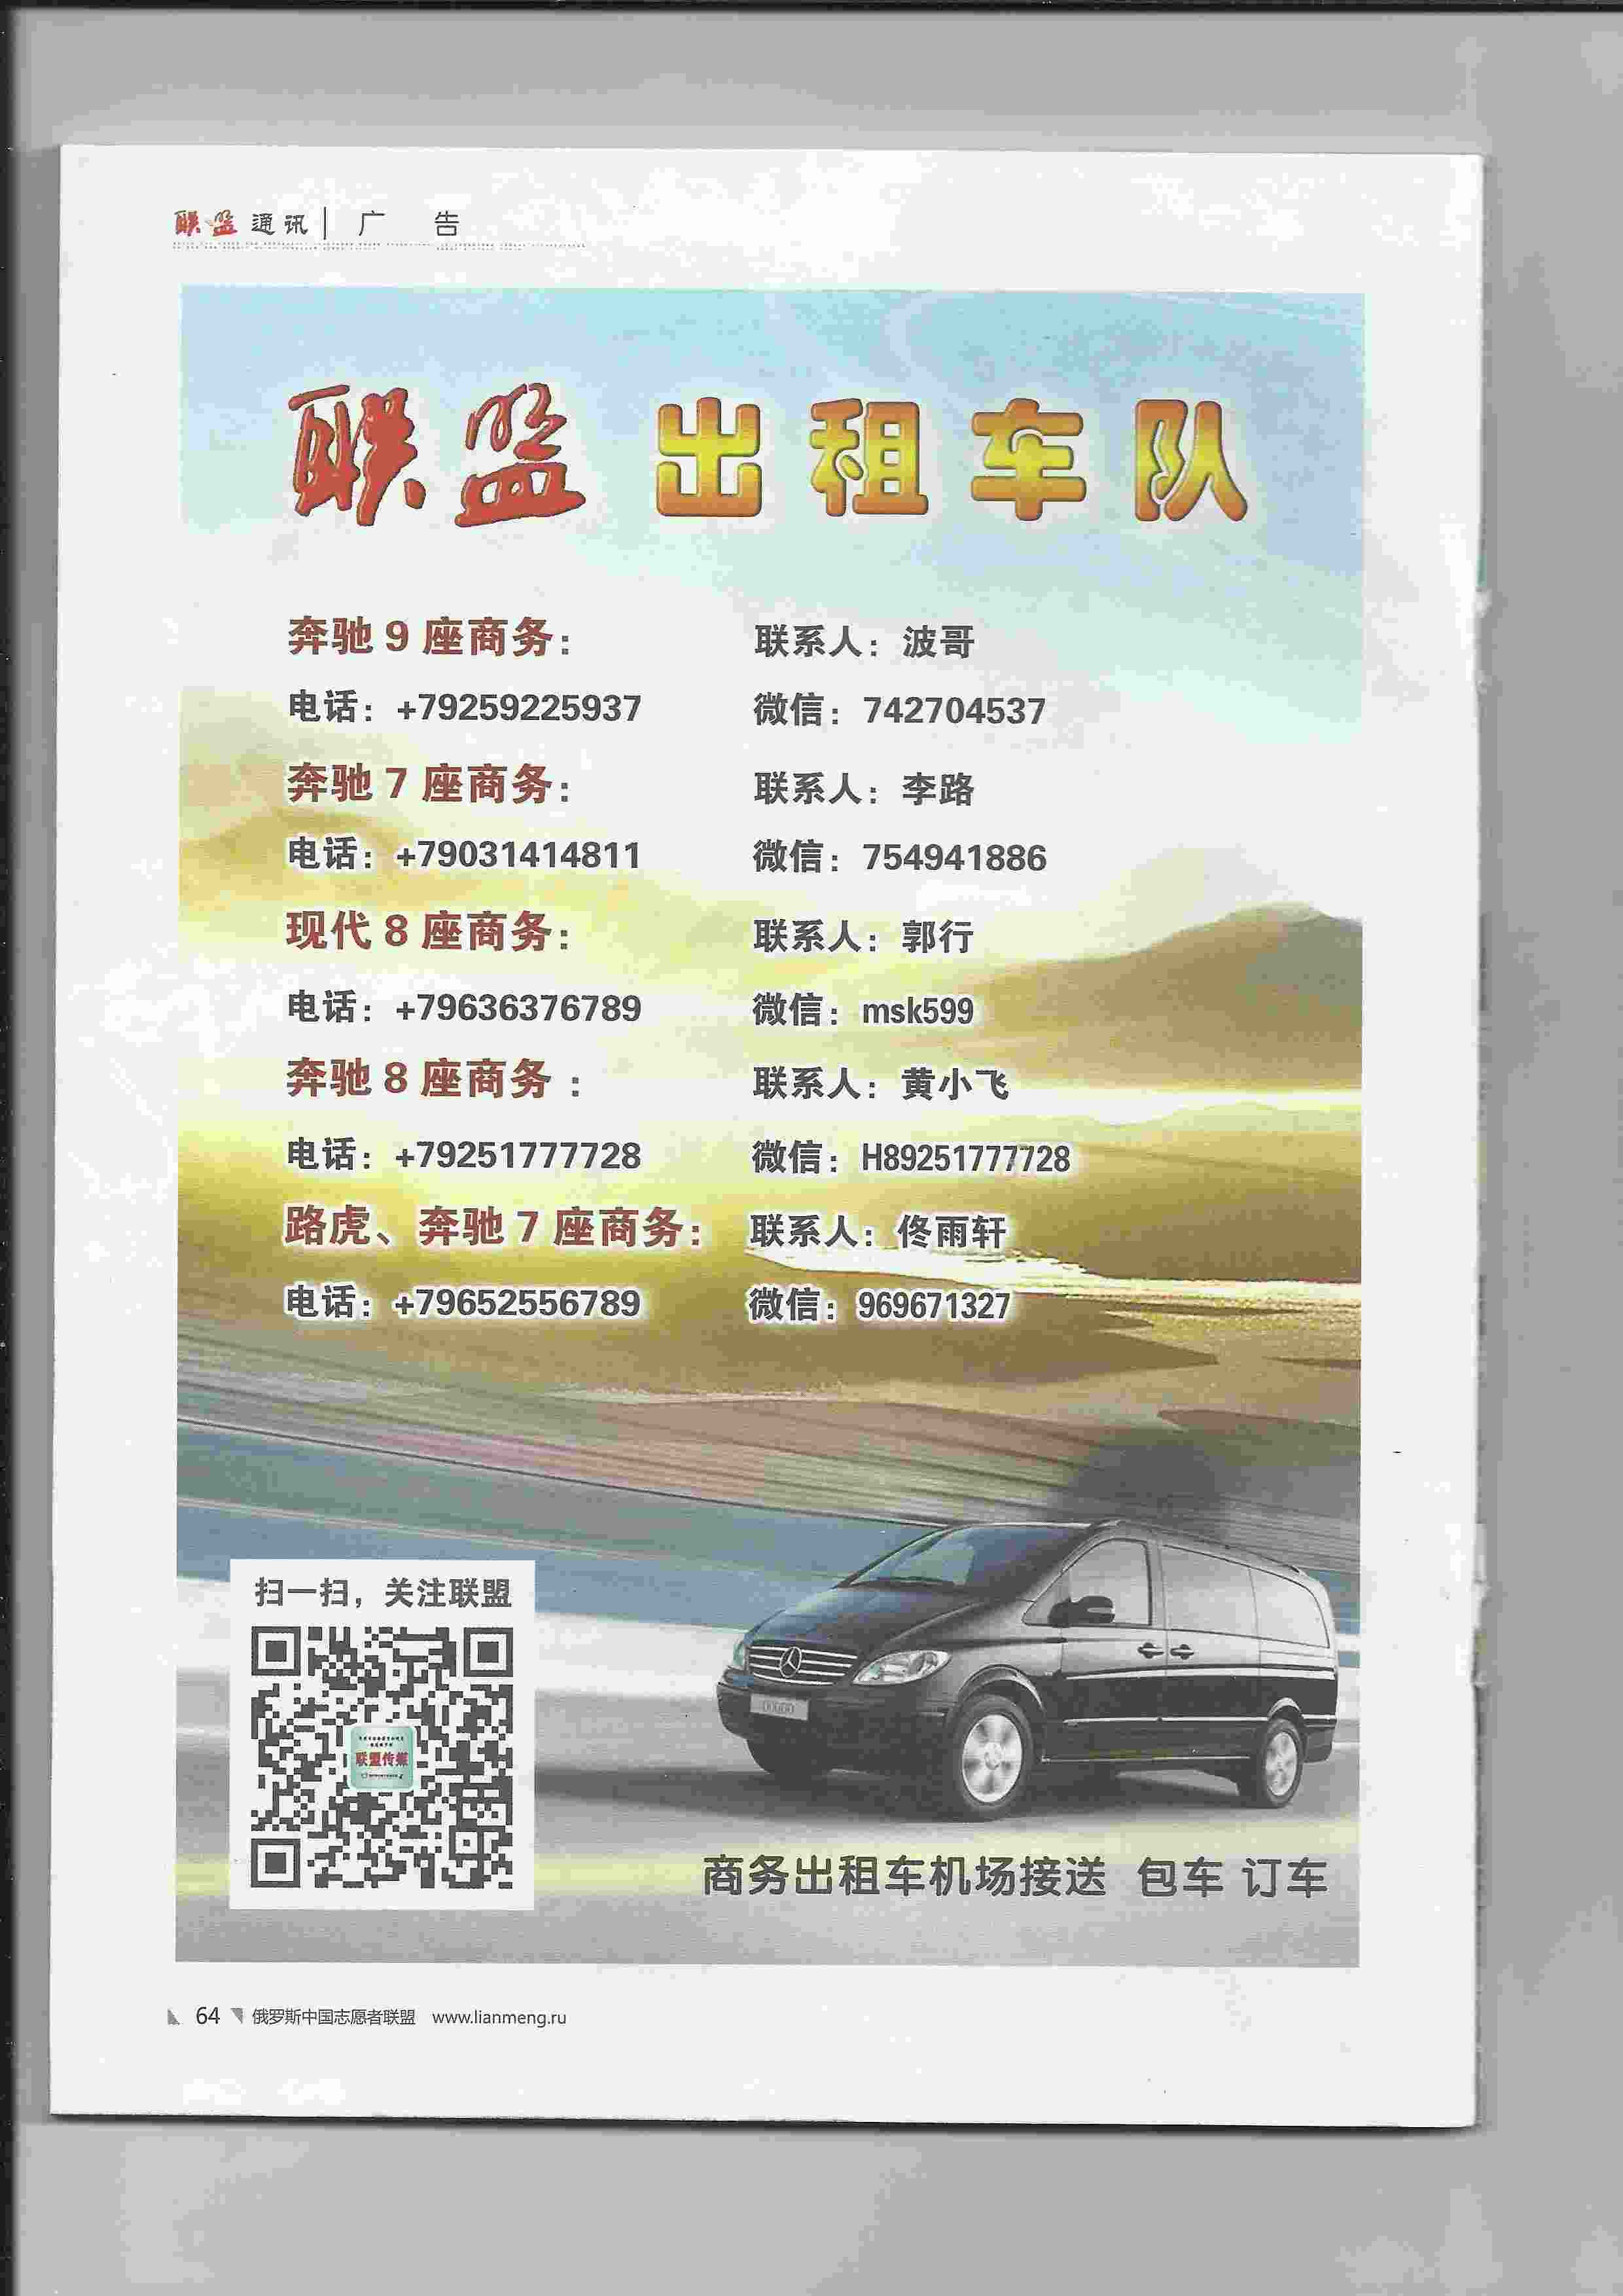 联盟通讯 | 广 告
联盟出租车队
奔驰 9 座商务： 联系人：波哥
电话：+79259225937 微信：742704537
奔驰 7 座商务： 联系人：李路
电话：+79031414811 微信：754941886
现代 8 座商务： 联系人：郭行
电话：+79636376789 微信：msk599
奔驰 8 座商务 ： 联系人：黄小飞
电话：+79251777728 微信：H89251777728
路虎、奔驰 7 座商务： 联系人：佟雨轩
电话：+79652556789 微信：969671327
扫一扫，关注联盟
联盟传媒
商务出租车机场接送 包车 订车
64 俄罗斯中国志愿者联盟 www.lianmeng.ru